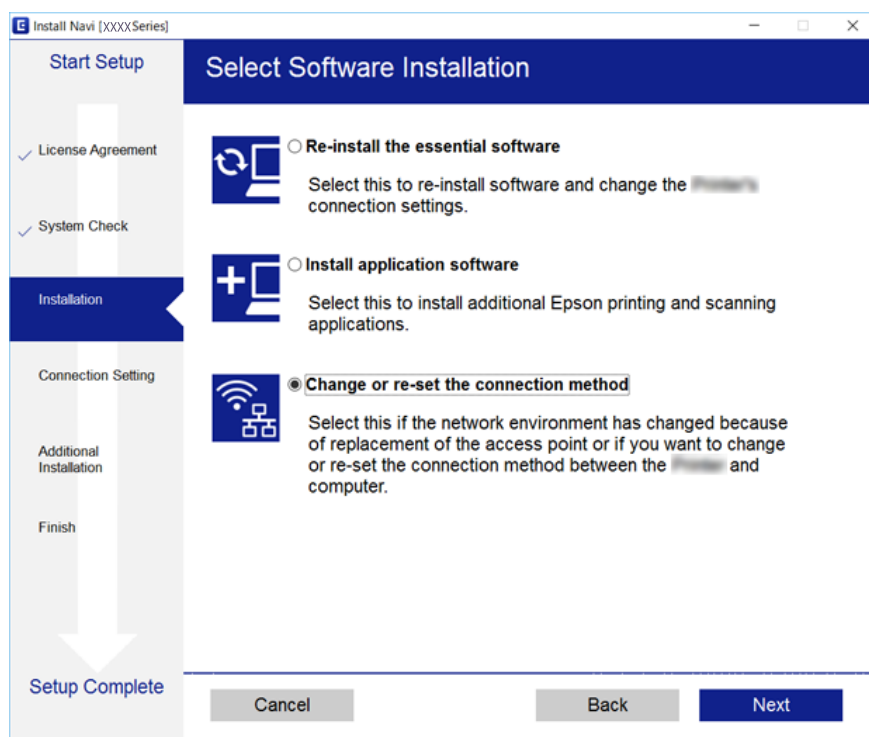 Install Navi [XXXX Series]
Start Setup
License Agreement
System Check
Installation
Connection Setting
Additional
Installation
Finish
Setup Complete
Select Software Installation
Re-install the essential software
Select this to re-install software and change the
connection settings.
Install application software
Select this to install additional Epson printing and scanning
applications.
Change or re-set the connection method
Select this if the network environment has changed because
of replacement of the access point or if you want to change
or re-set the connection method between the and
computer.
Cancel
Back
Next